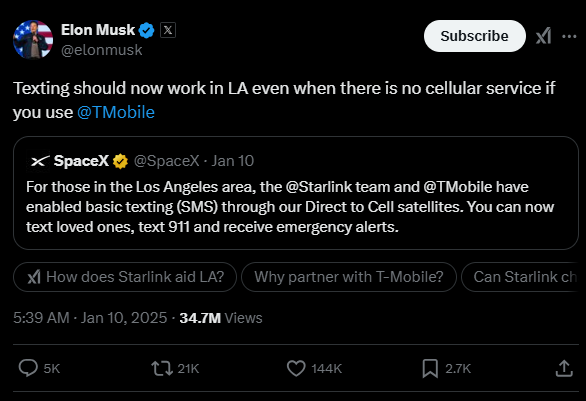 Elon Musk
@elonmusk
Subscribe
Texting should now work in LA even when there is no cellular service if
you use @TMobile
SpaceX @SpaceX · Jan 10
For those in the Los Angeles area, the @Starlink team and @TMobile have
enabled basic texting (SMS) through our Direct to Cell satellites. You can now
text loved ones, text 911 and receive emergency alerts.
How does Starlink aid LA? Why partner with T-Mobile? Can Starlink ch
5:39 AM · Jan 10, 2025 · 34.7M Views
5K 21K 144K 2.7K